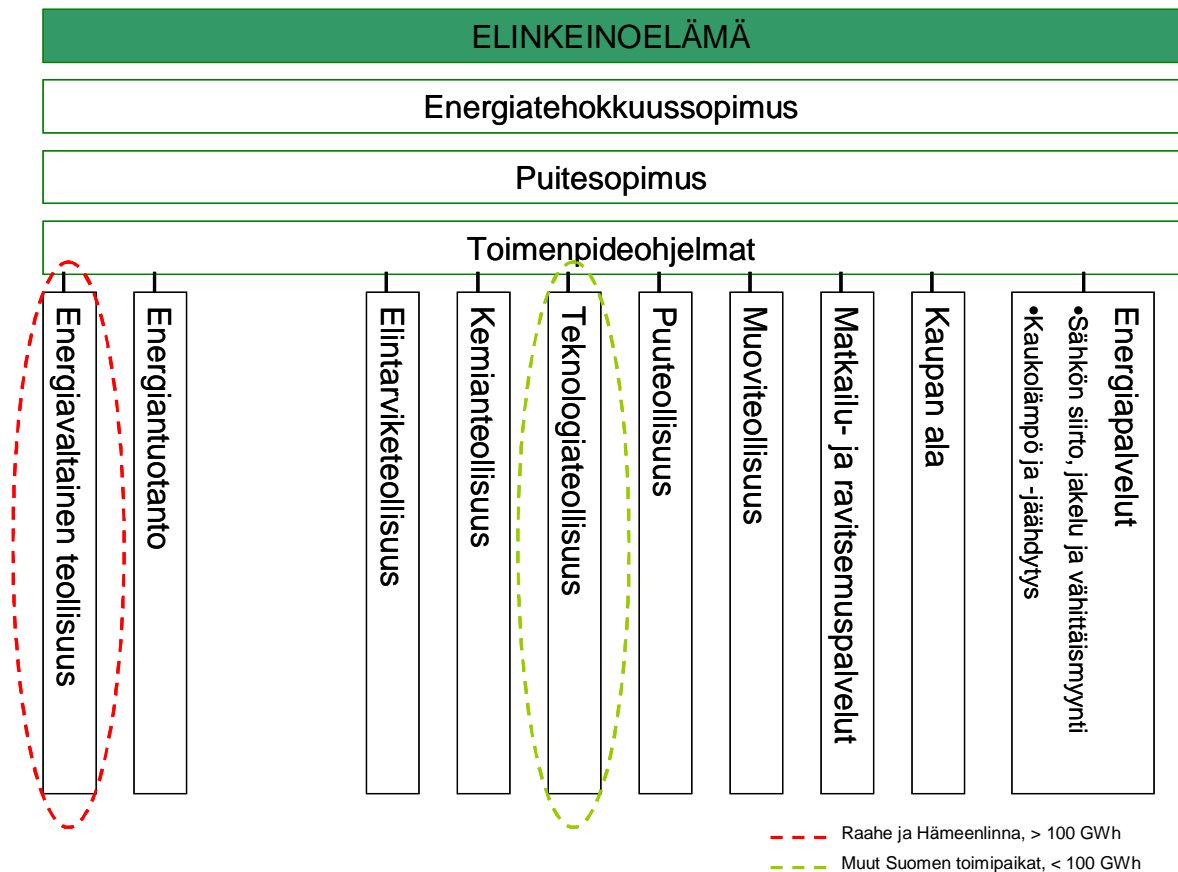 ELINKEINOELÄMÄ
Energiatehokkuussopimus
Puitesopimus
Toimenpideohjelmat
Energiavaltainen teollisuus
Energiantuotanto
Elintarviketeollisuus
Kemianteollisuus
Teknologiateollisuus
Puuteollisuus
Muoviteollisuus
Matkailu- ja ravitsemuspalvelut
Kaupan ala
Energiapalvelut
•Sähkön siirto, jakelu ja vähittäismyynti
•Kaukolämpö ja -jäähdytys
Raahe ja Hämeenlinna, > 100 GWh
Muut Suomen toimipaikat, < 100 GWh